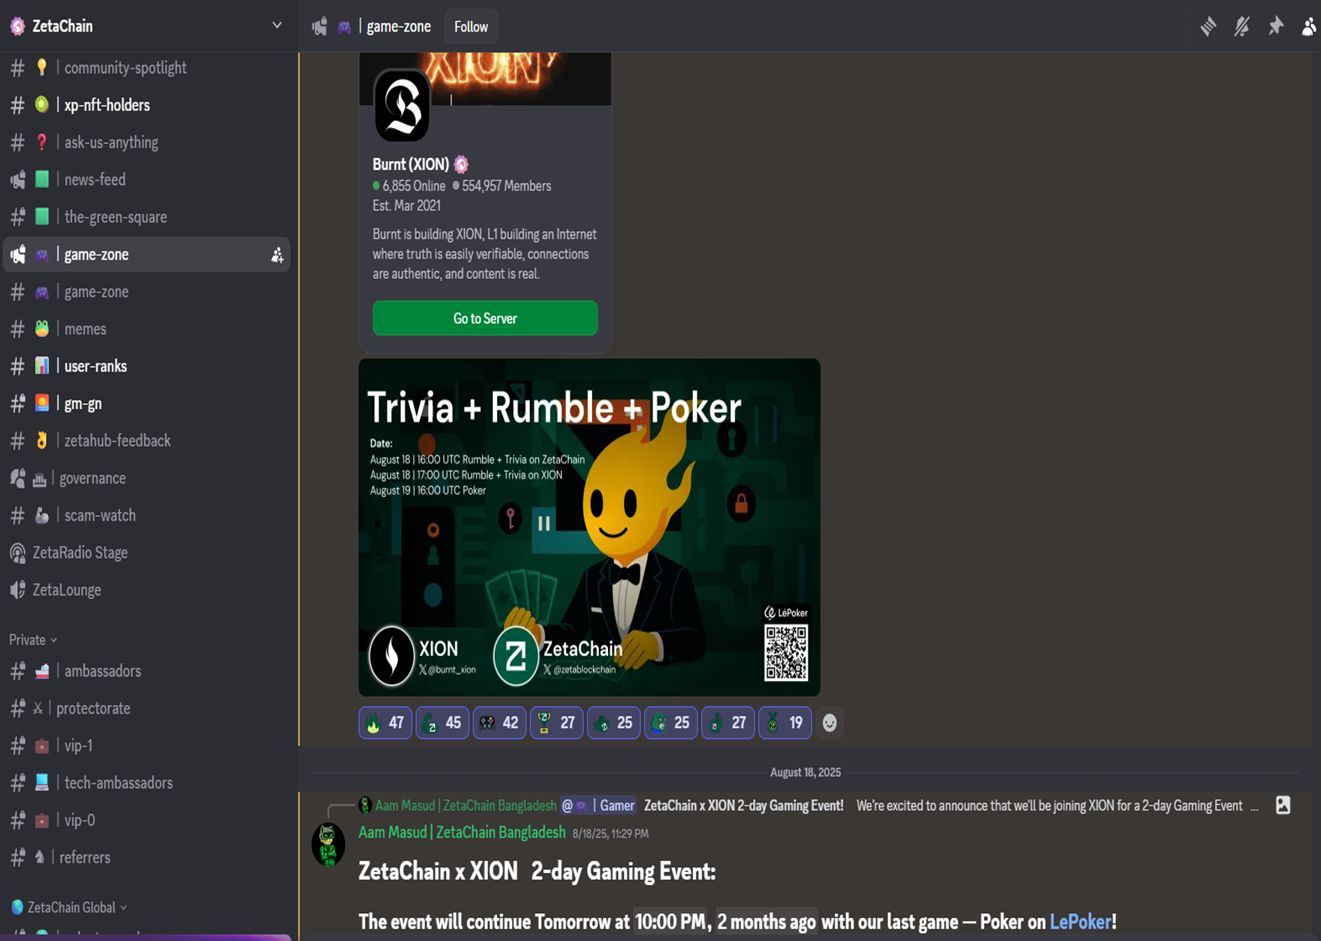 ZetaChain
| game-zone
Follow
| community-spotlight
| xp-nft-holders
| ask-us-anything
| news-feed
| the-green-square
| game-zone
| game-zone
| memes
| user-ranks
| gm-gn
| zetahub-feedback
| governance
| scam-watch
ZetaRadio Stage
ZetaLounge
Private
| ambassadors
| protectorate
| vip-1
| tech-ambassadors
| vip-0
| referrers
ZetaChain Global
XION
Burnt (XION)
6,855 Online 554,957 Members
Est. Mar 2021
Burnt is building XION, L1 building an Internet
where truth is easily verifiable, connections
are authentic, and content is real.
Go to Server
Trivia + Rumble + Poker
Date:
August 18 | 16:00 UTC Rumble + Trivia on ZetaChain
August 18 | 17:00 UTC Rumble + Trivia on XION
August 19 | 16:00 UTC Poker
LéPoker
XION
X @burnt_xion
ZetaChain
X @zetablockchain
47 45 42 27 25 25 27 19
August 18, 2025
Aam Masud | ZetaChain Bangladesh @ | Gamer ZetaChain x XION 2-day Gaming Event! We're excited to announce that we'll be joining XION for a 2-day Gaming Event ...
Aam Masud | ZetaChain Bangladesh 8/18/25, 11:29 PM
ZetaChain x XION 2-day Gaming Event:
The event will continue Tomorrow at 10:00 PM, 2 months ago with our last game — Poker on LePoker!